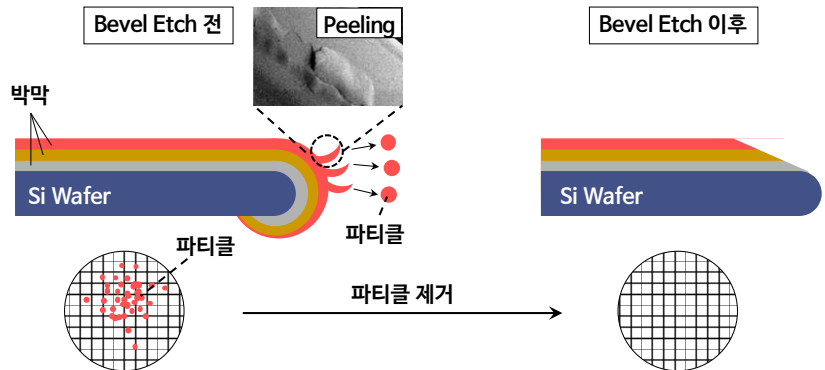 Bevel Etch 전
Peeling
Bevel Etch 이후
박막
Si Wafer
파티클
Si Wafer
파티클
파티클 제거